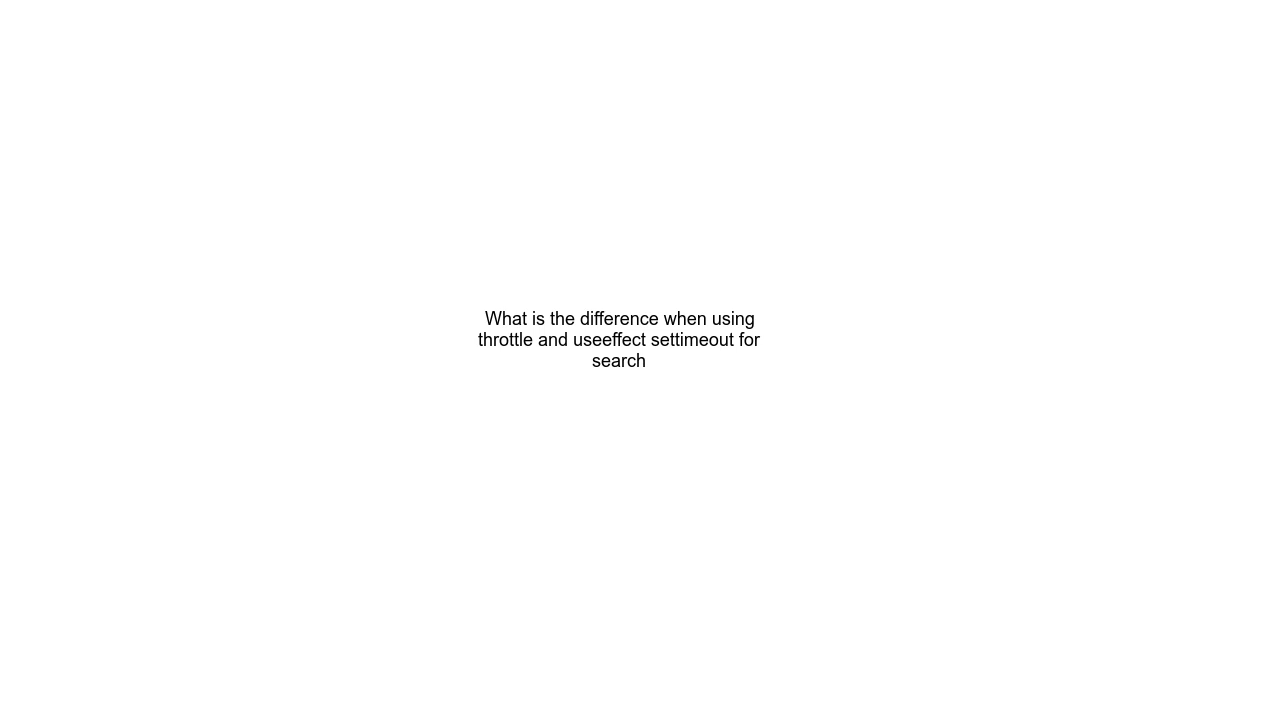 What is the difference when using
throttle and useeffect settimeout for
search